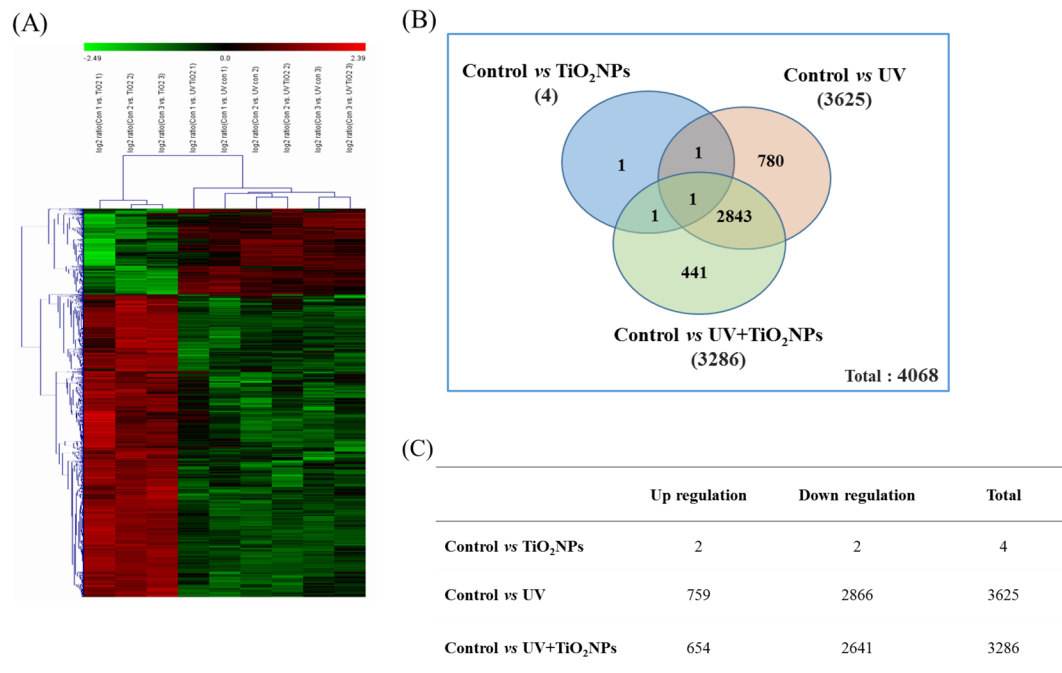 (A)
-2.49 0.0 2.39
log2 ratio(Con 1 vs. TiO2 1)
log2 ratio(Con 2 vs. TiO2 2)
log2 ratio(Con 3 vs. TiO2 3)
log2 ratio(Con 1 vs. UV TiO2 1)
log2 ratio(Con 1 vs. UV con 1)
log2 ratio(Con 2 vs. UV con 2)
log2 ratio(Con 2 vs. UV TiO2 2)
log2 ratio(Con 3 vs. UV con 3)
log2 ratio(Con 3 vs. UV TiO2 3)
(B)
Control vs TiO₂NPs
(4)
Control vs UV
(3625)
1
1
780
1
1
2843
441
Control vs UV+TiO₂NPs
(3286)
Total : 4068
(C)
Up regulation Down regulation Total
Control vs TiO₂NPs 2 2 4
Control vs UV 759 2866 3625
Control vs UV+TiO₂NPs 654 2641 3286